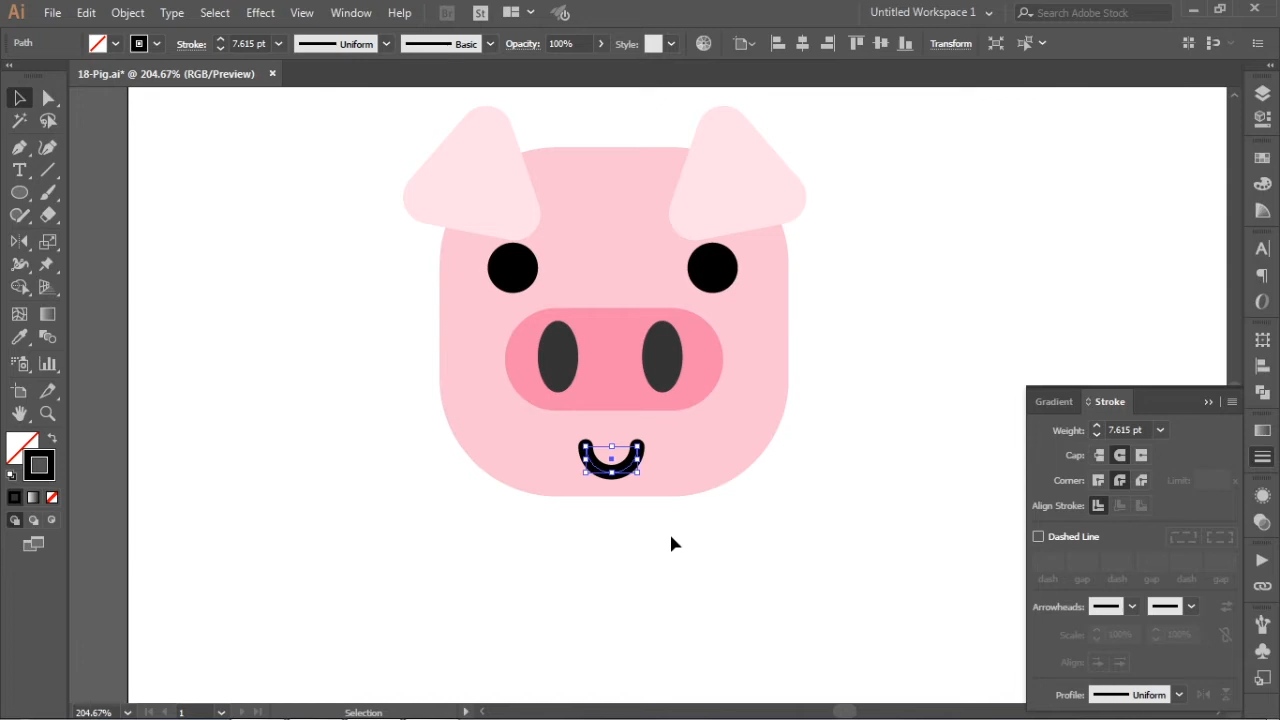 Ai File Edit Object Type Select Effect View Window Help Br St Untitled Workspace 1 Search Adobe Stock
Path Stroke: 7.615 pt Uniform Basic Opacity: 100% Style: Transform
18-Pig.ai* @ 204.67% (RGB/Preview)
Gradient Stroke
Weight: 7.615 pt
Cap:
Corner: Limit: x
Align Stroke:
Dashed Line
dash gap dash gap dash gap
Arrowheads:
Scale: 100% 100%
Align:
Profile: Uniform
204.67% 1 Selection